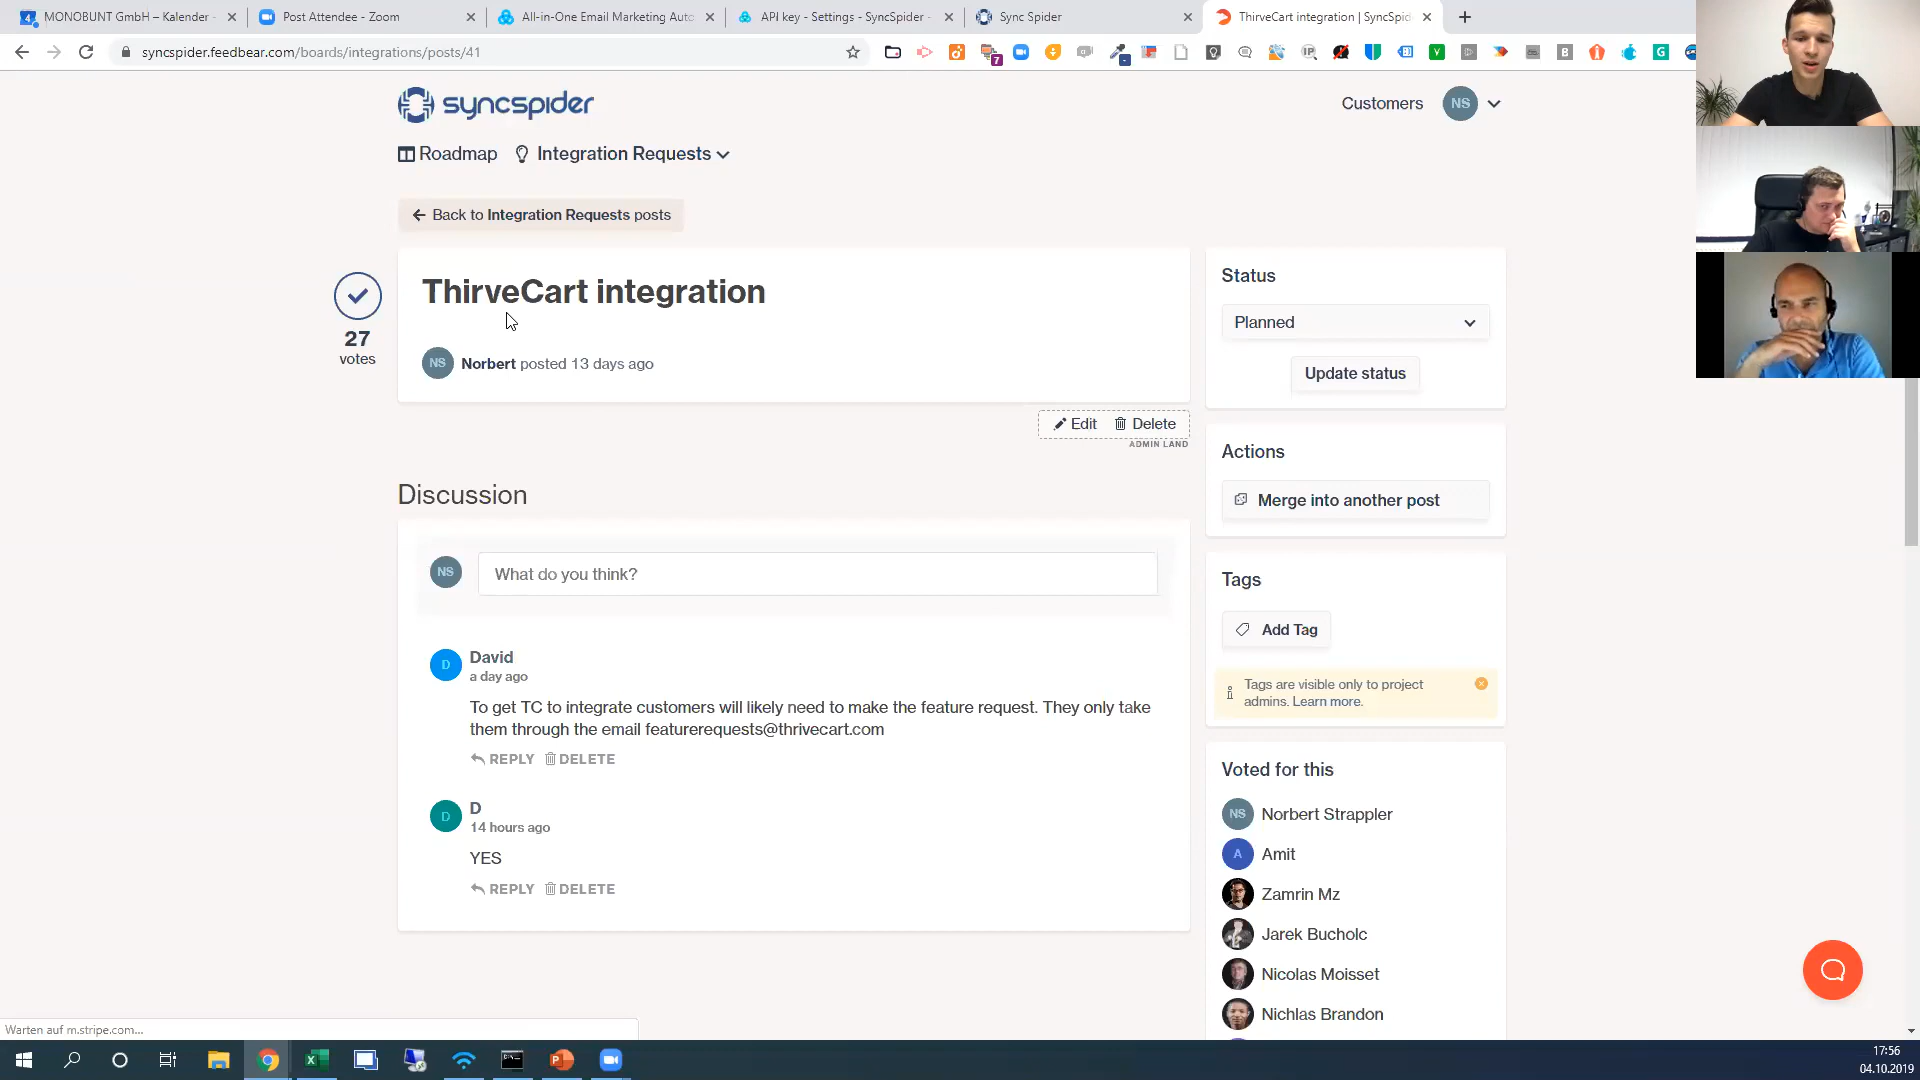 MONOBUNT GmbH – Kalender -
Post Attendee - Zoom
All-in-One Email Marketing Auto
API key - Settings - SyncSpider -
Sync Spider
ThirveCart integration | SyncSpid
syncspider.feedbear.com/boards/integrations/posts/41
syncspider
Customers
NS
Roadmap
Integration Requests
Back to Integration Requests posts
27
votes
ThirveCart integration
NS
Norbert posted 13 days ago
Edit
Delete
ADMIN LAND
Discussion
NS
What do you think?
D
David
a day ago
To get TC to integrate customers will likely need to make the feature request. They only take
them through the email featurerequests@thrivecart.com
REPLY
DELETE
D
D
14 hours ago
YES
REPLY
DELETE
Status
Planned
Update status
Actions
Merge into another post
Tags
Add Tag
Tags are visible only to project
admins. Learn more.
Voted for this
NS
Norbert Strappler
A
Amit
Zamrin Mz
Jarek Bucholc
Nicolas Moisset
Nichlas Brandon
Warten auf m.stripe.com...
17:56
04.10.2019